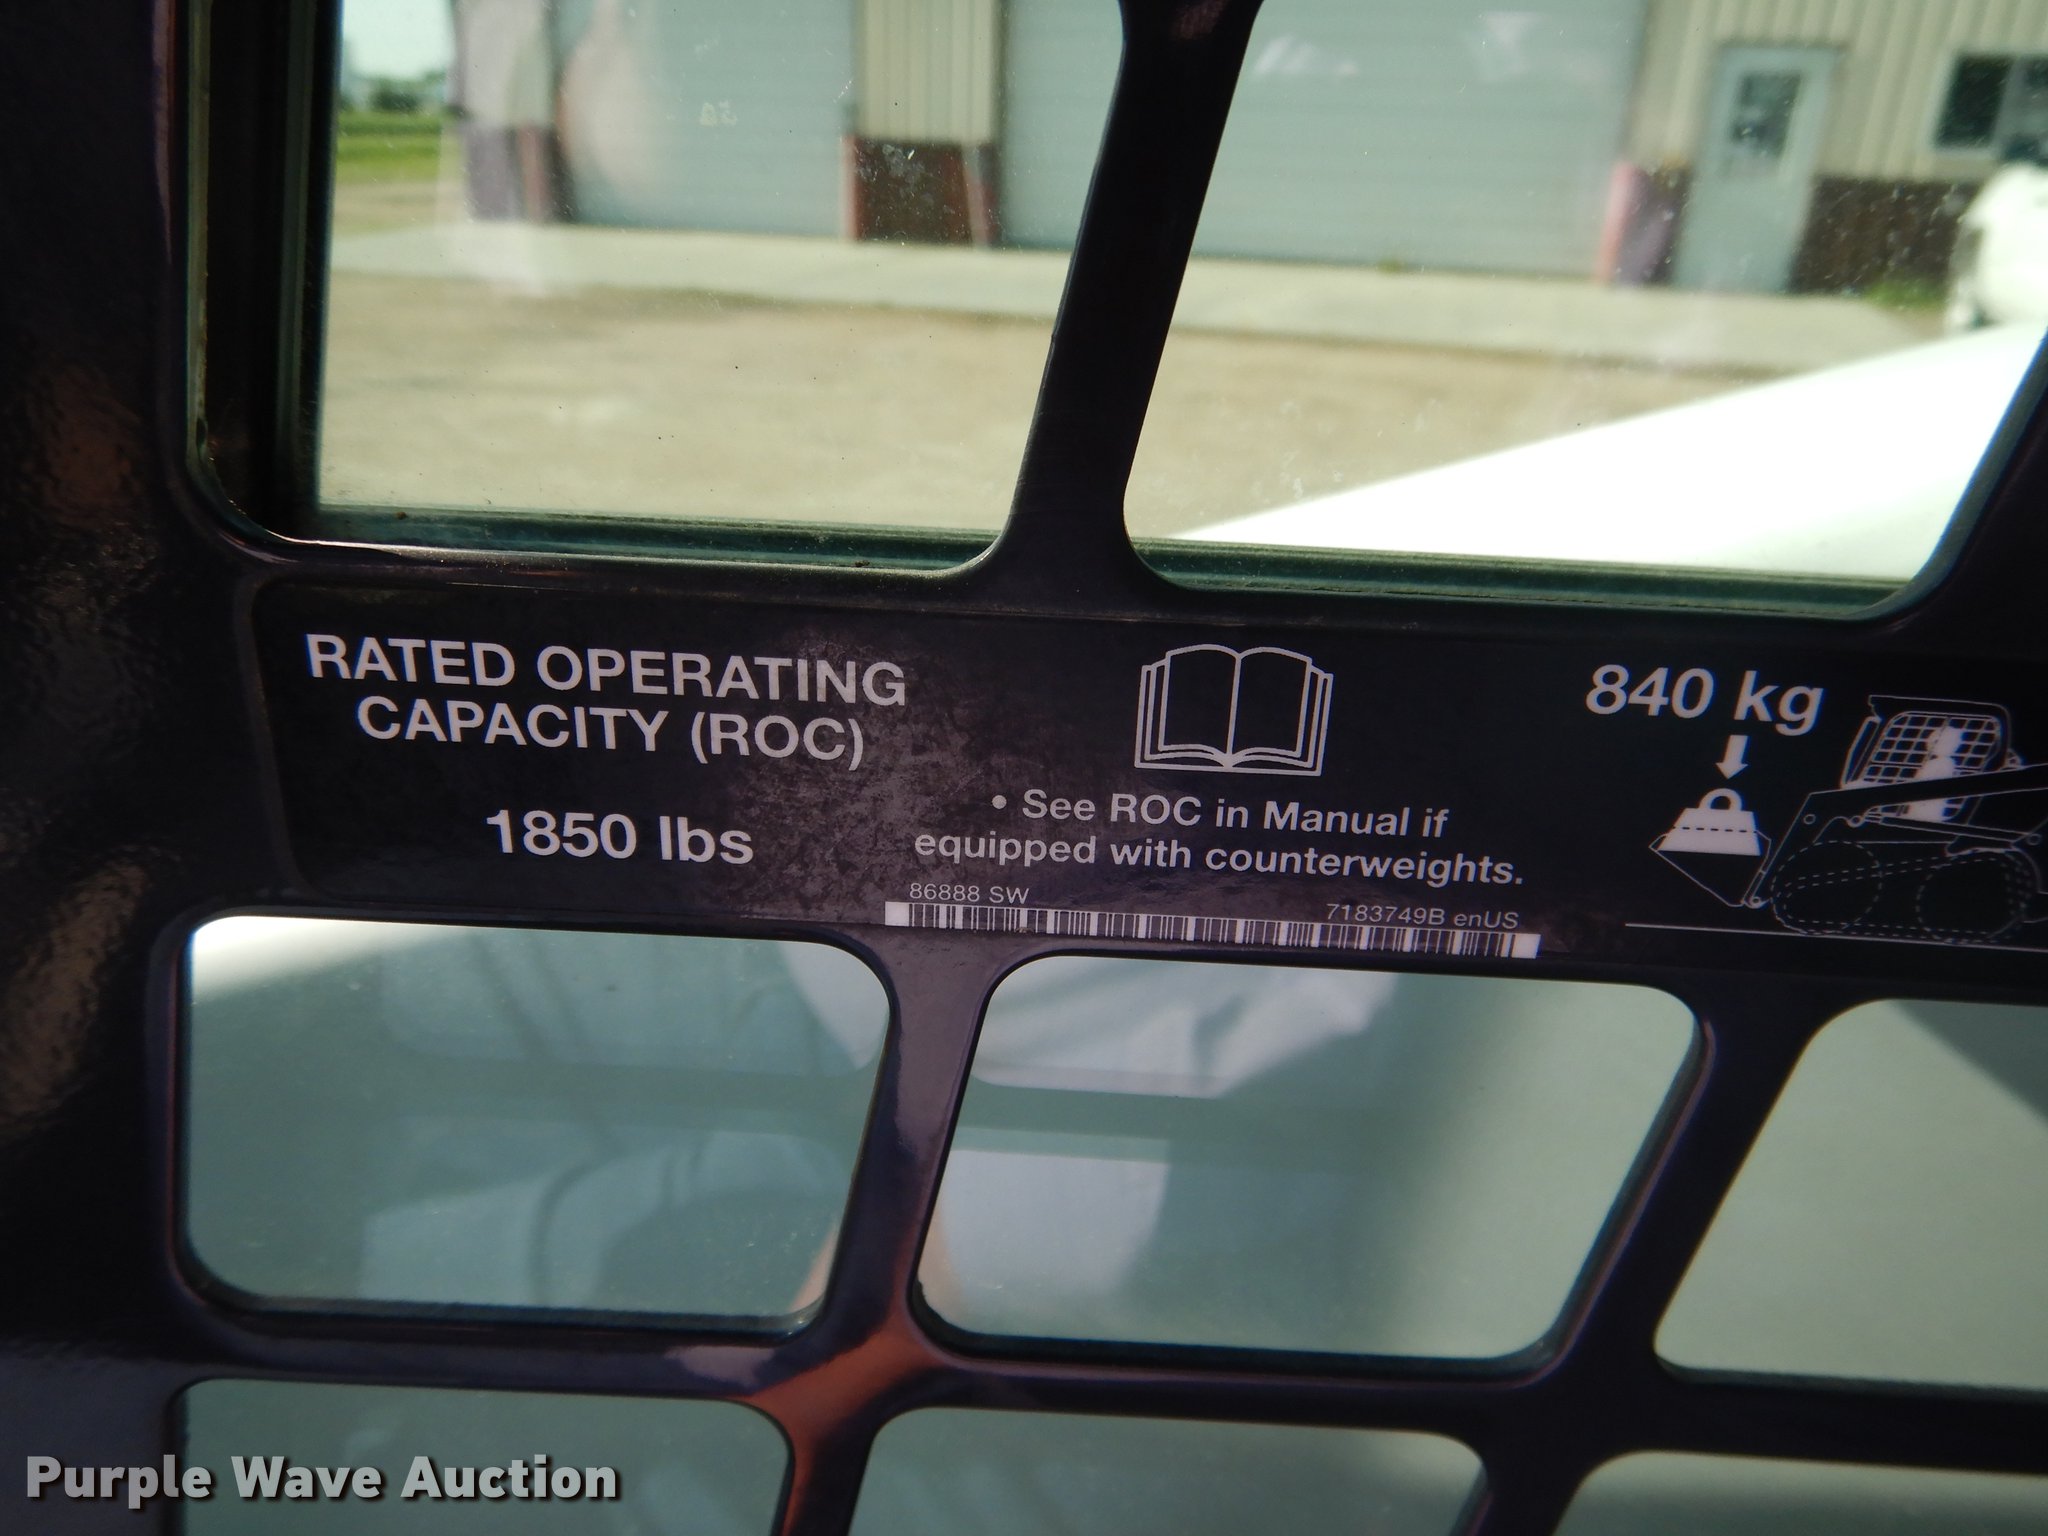 RATED OPERATING
CAPACITY (ROC)
1850 lbs
• See ROC in Manual if
equipped with counterweights.
86888 SW
7183749B enUS
840 kg
Purple Wave Auction